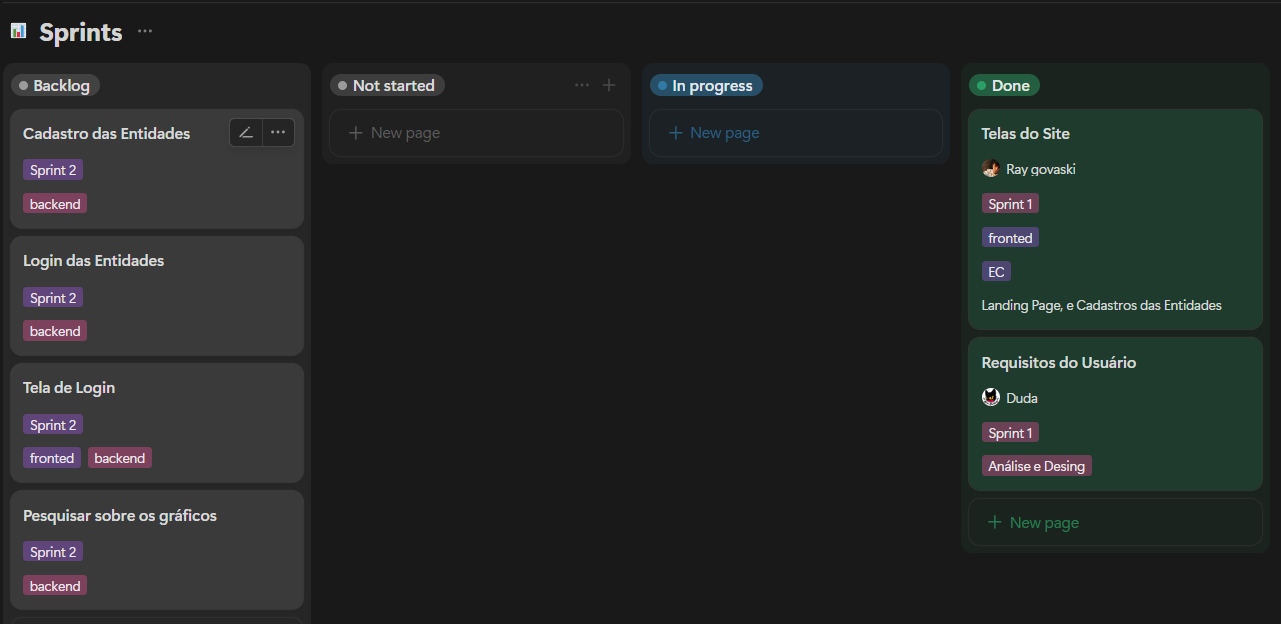 Sprints
Backlog
Cadastro das Entidades
Sprint 2
backend
Login das Entidades
Sprint 2
backend
Tela de Login
Sprint 2
fronted backend
Pesquisar sobre os gráficos
Sprint 2
backend
Not started
New page
In progress
New page
Done
Telas do Site
Ray govaski
Sprint 1
fronted
EC
Landing Page, e Cadastros das Entidades
Requisitos do Usuário
Duda
Sprint 1
Análise e Desing
New page